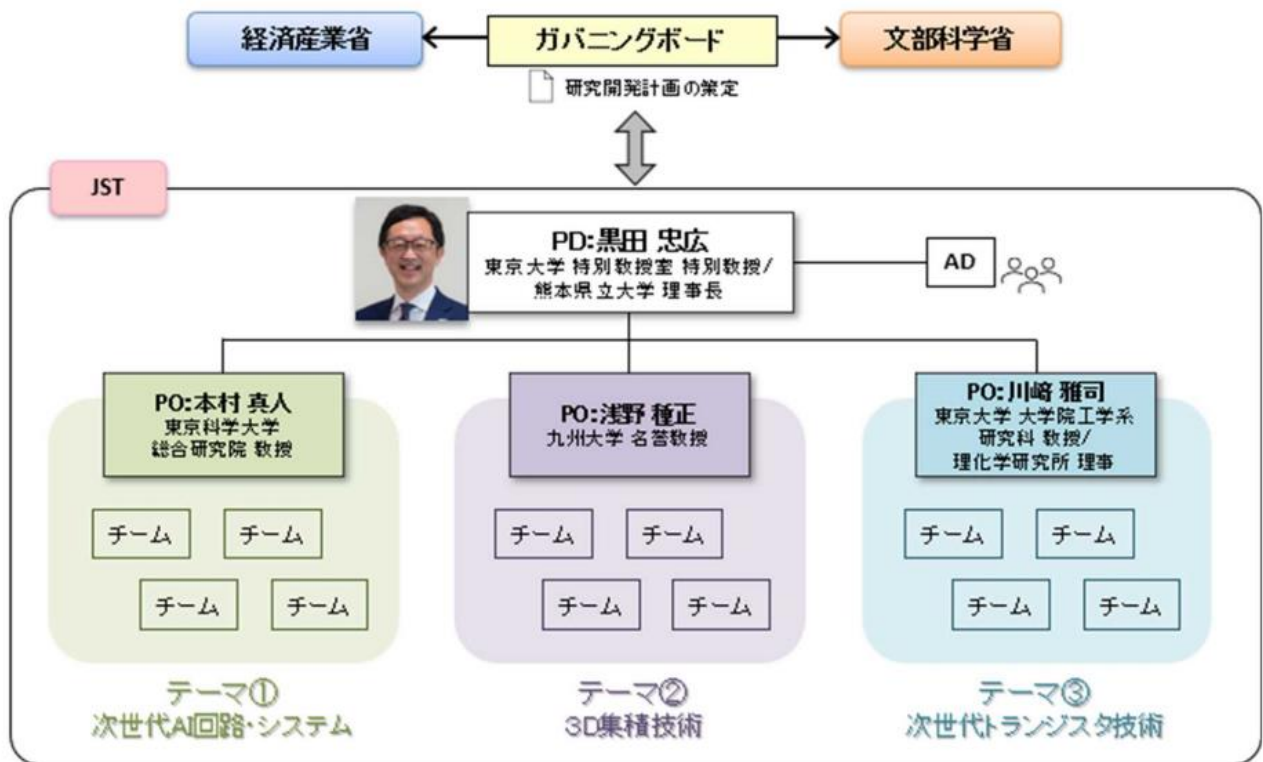 経済産業省
ガバニングボード
文部科学省
研究開発計画の策定
JST
PD:黒田 忠広
東京大学 特別教授室 特別教授/
熊本県立大学 理事長
AD
PO:本村 真人
東京科学大学
総合研究院 教授
PO:浅野 種正
九州大学 名誉教授
PO:川﨑 雅司
東京大学 大学院工学系
研究科 教授/
理化学研究所 理事
チーム
チーム
チーム
チーム
チーム
チーム
チーム
チーム
チーム
チーム
チーム
チーム
テーマ①
次世代AI回路・システム
テーマ②
3D集積技術
テーマ③
次世代トランジスタ技術